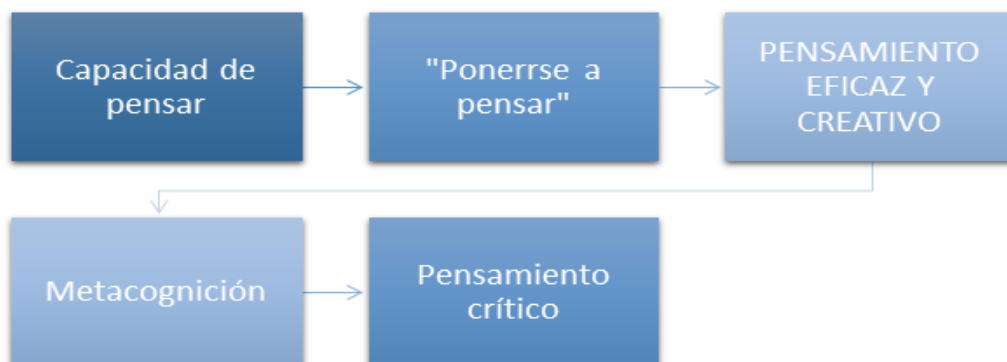 Capacidad de
pensar
"Ponerrse a
pensar"
PENSAMIENTO
EFICAZ Y
CREATIVO
Metacognición
Pensamiento
crítico